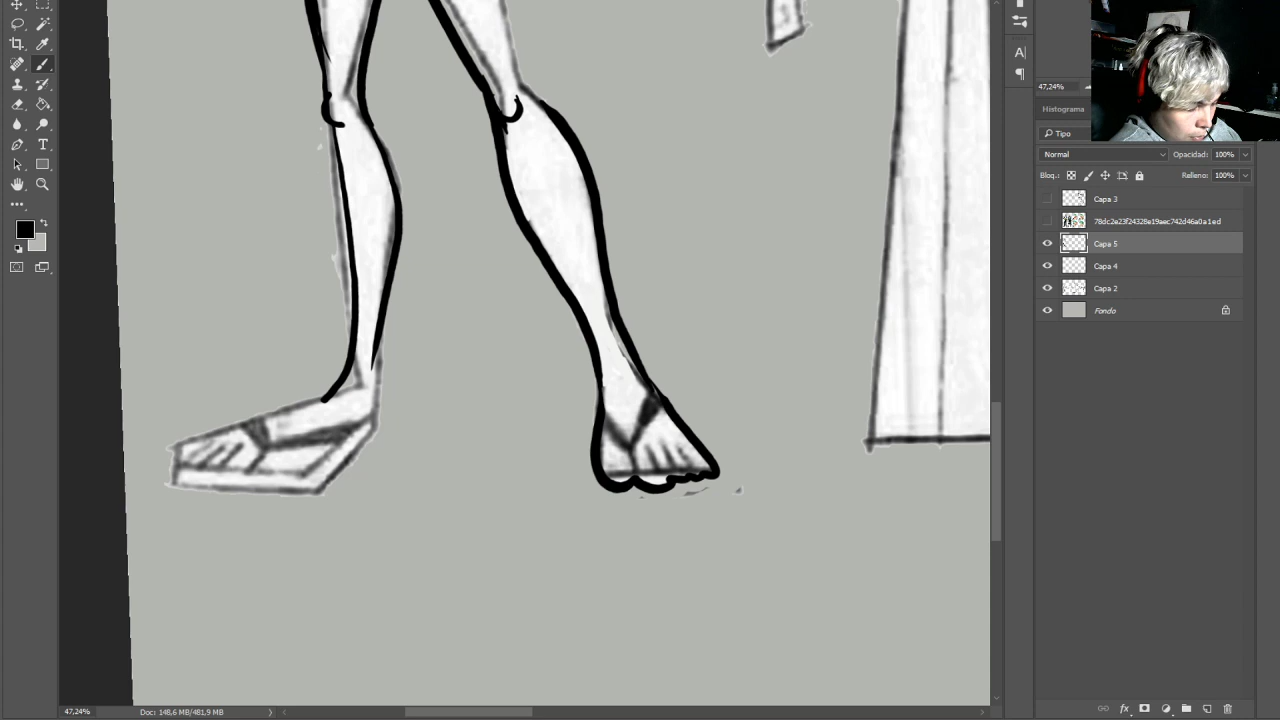 A
47,24%
Histograma
Tipo
Normal
Opacidad: 100%
Bloq.:
Relleno: 100%
Capa 3
78dc2e23f24328e19aec742d46a0a1ed
Capa 5
Capa 4
Capa 2
Fondo
fx
47,24%
Doc: 148,6 MB/481,9 MB